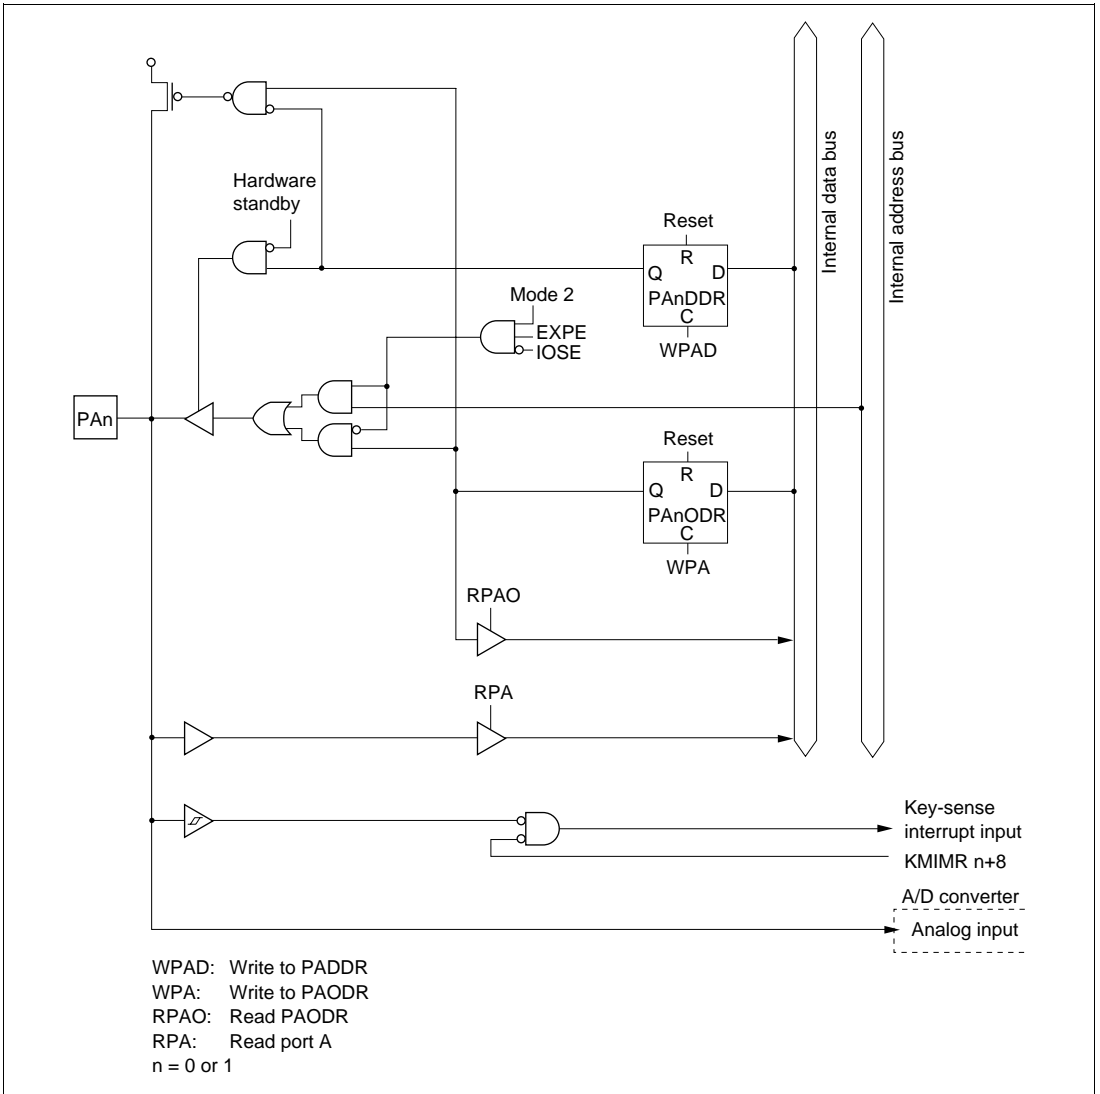 Hardware
standby
Internal data bus
Internal address bus
Reset
R
Q D
PAnDDR
C
WPAD
Mode 2
EXPE
IOSE
PAn
Reset
R
Q D
PAnODR
C
WPA
RPAO
RPA
Key-sense
interrupt input
KMIMR n+8
A/D converter
Analog input
WPAD: Write to PADDR
WPA: Write to PAODR
RPAO: Read PAODR
RPA: Read port A
n = 0 or 1